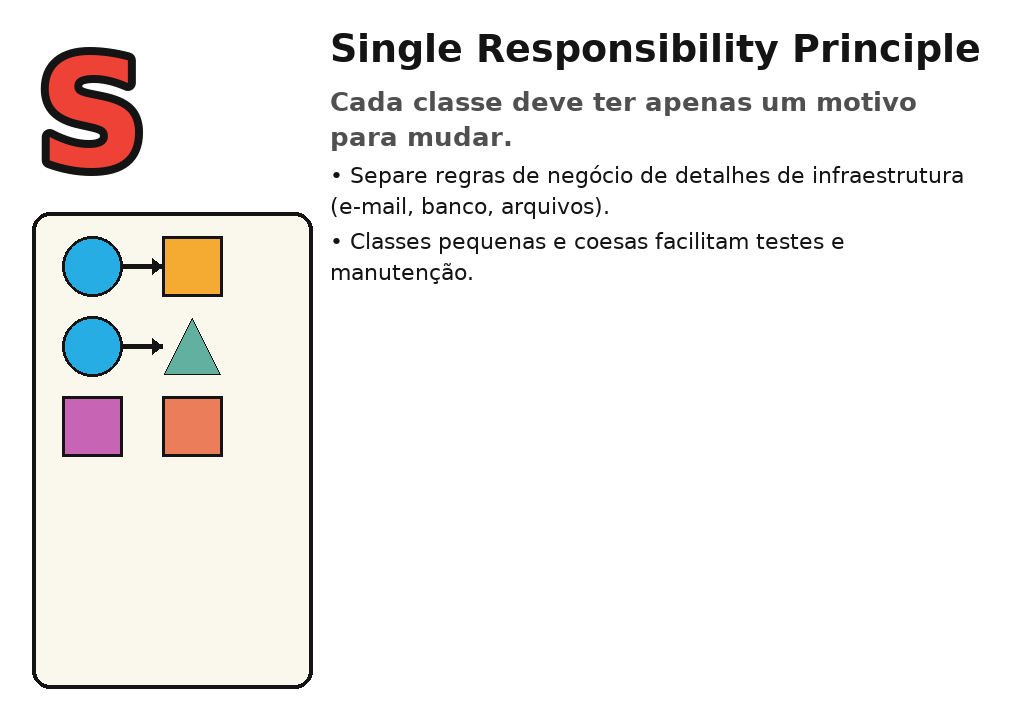 S
Single Responsibility Principle
Cada classe deve ter apenas um motivo
para mudar.
• Separe regras de negócio de detalhes de infraestrutura
(e-mail, banco, arquivos).
• Classes pequenas e coesas facilitam testes e
manutenção.